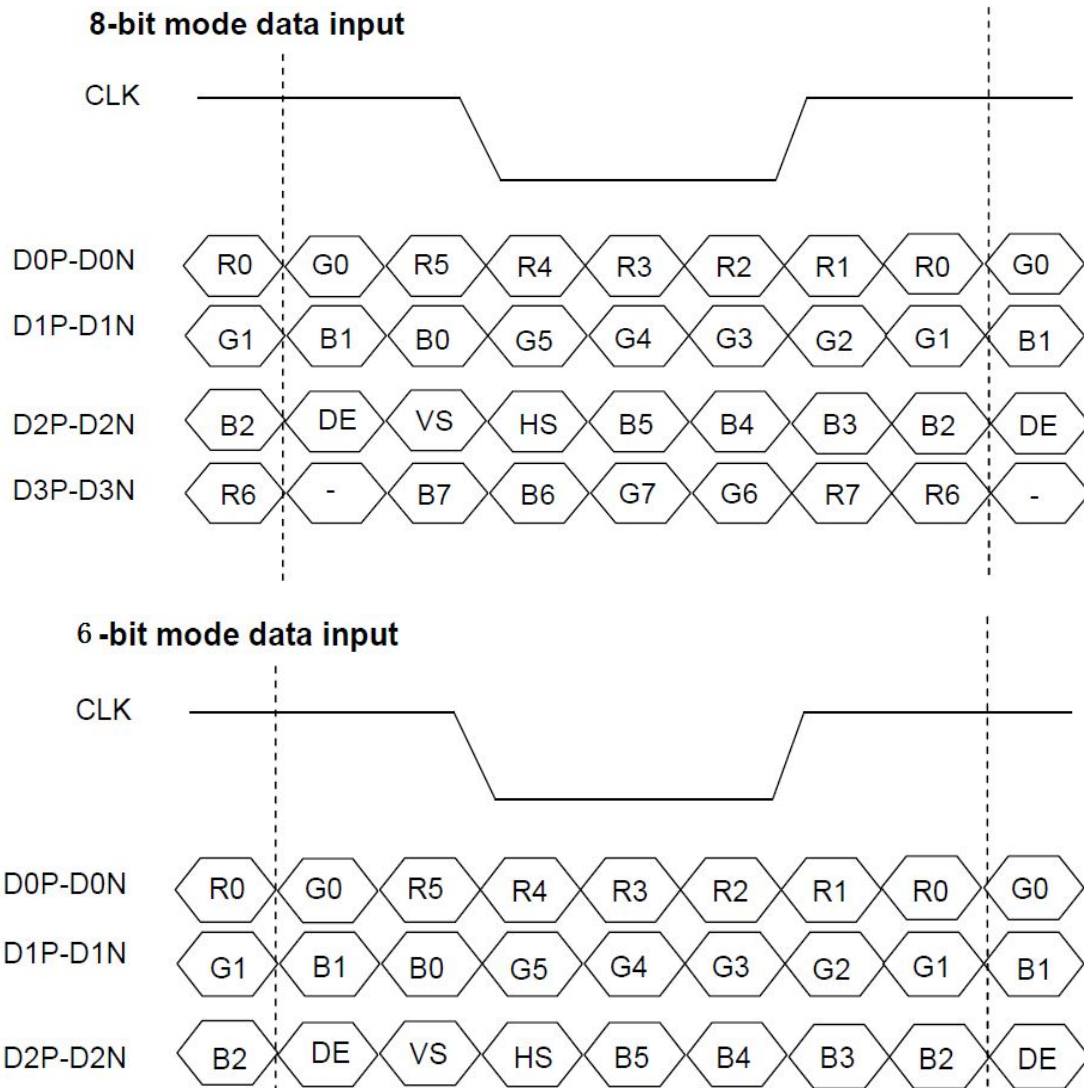 8-bit mode data input
CLK
D0P-D0N R0 G0 R5 R4 R3 R2 R1 R0 G0
D1P-D1N G1 B1 B0 G5 G4 G3 G2 G1 B1
D2P-D2N B2 DE VS HS B5 B4 B3 B2 DE
D3P-D3N R6 - B7 B6 G7 G6 R7 R6 -
6-bit mode data input
CLK
D0P-D0N R0 G0 R5 R4 R3 R2 R1 R0 G0
D1P-D1N G1 B1 B0 G5 G4 G3 G2 G1 B1
D2P-D2N B2 DE VS HS B5 B4 B3 B2 DE